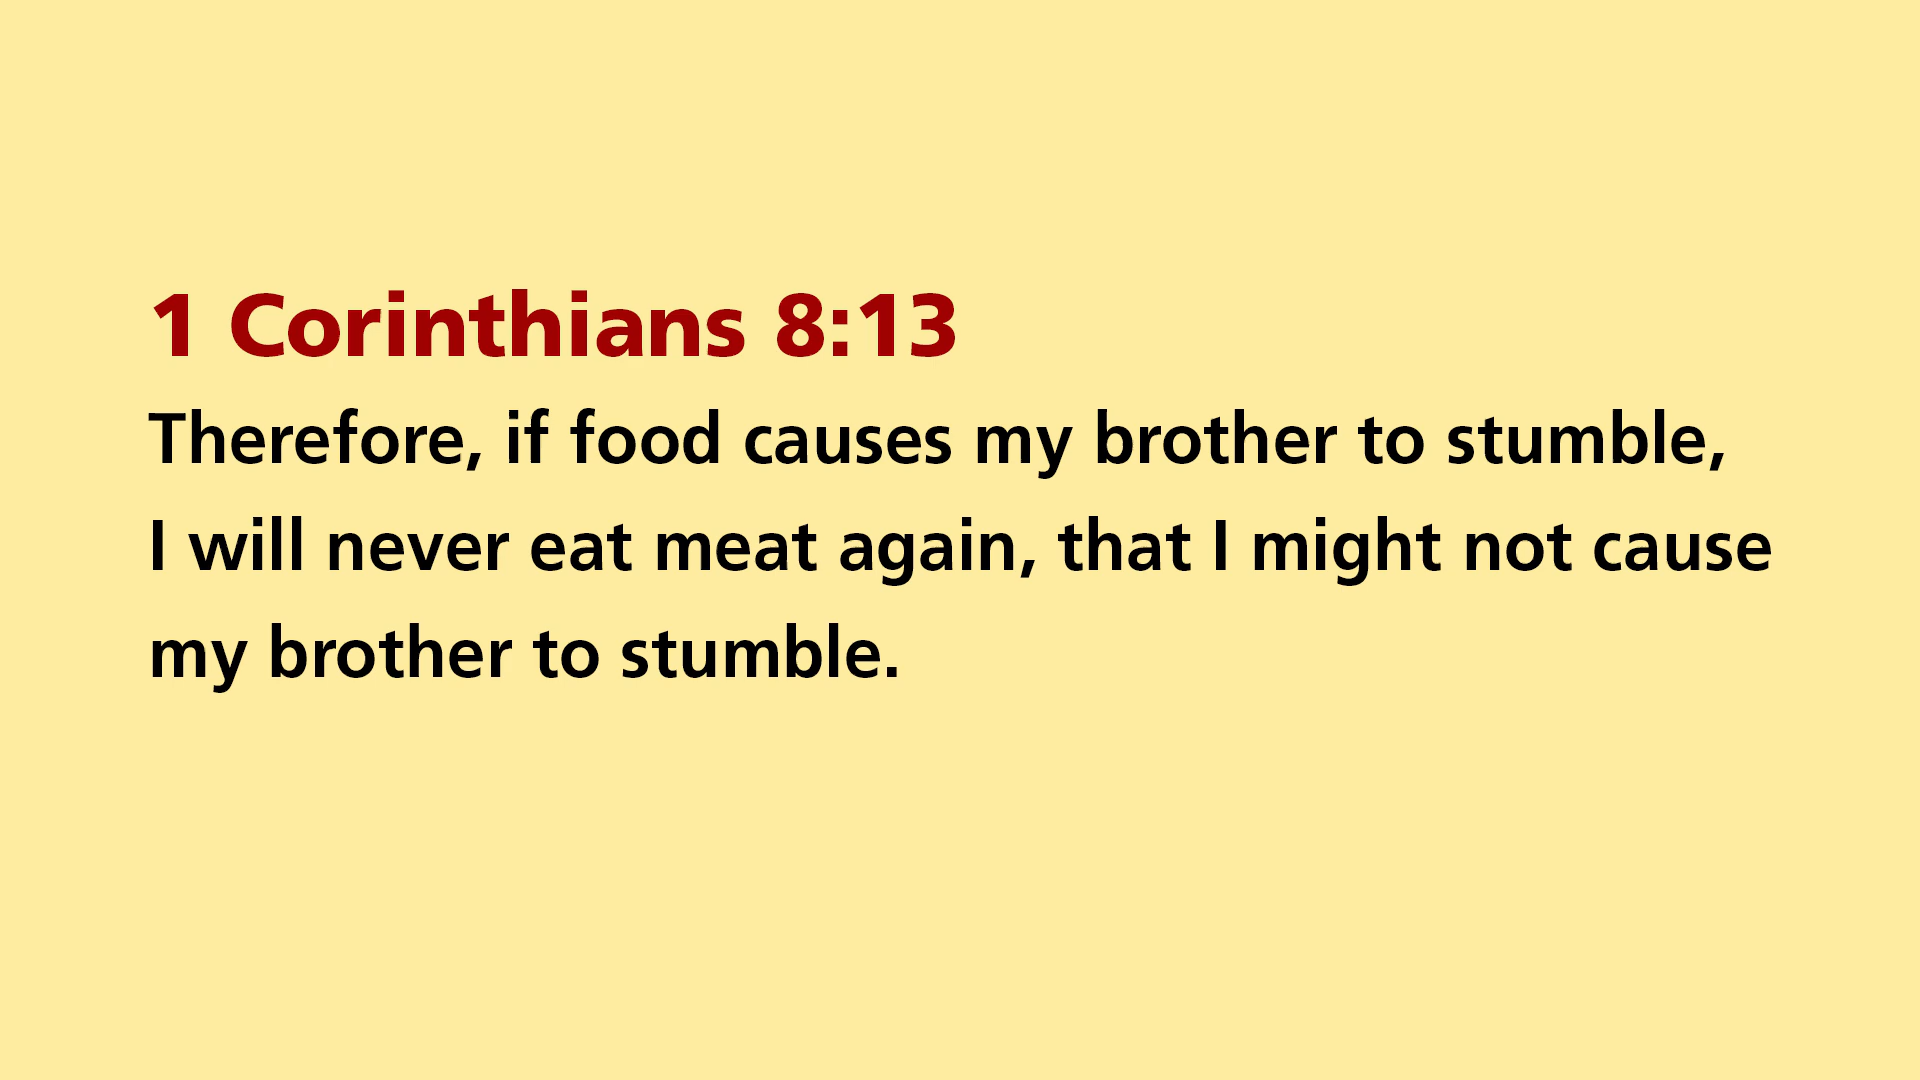 1 Corinthians 8:13
Therefore, if food causes my brother to stumble,
I will never eat meat again, that I might not cause
my brother to stumble.